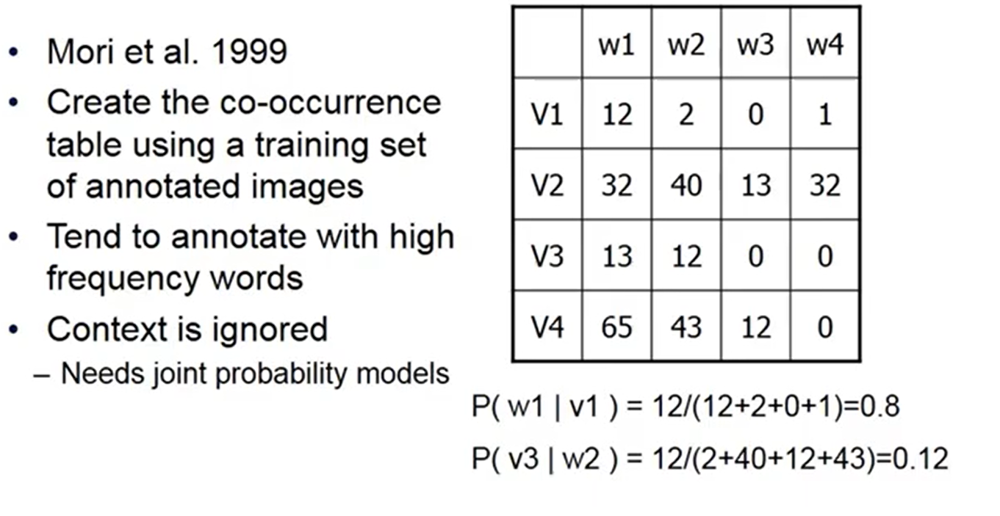 • Mori et al. 1999
• Create the co-occurrence
table using a training set
of annotated images
• Tend to annotate with high
frequency words
• Context is ignored
– Needs joint probability models
w1 w2 w3 w4
V1 12 2 0 1
V2 32 40 13 32
V3 13 12 0 0
V4 65 43 12 0
P( w1 | v1 ) = 12/(12+2+0+1)=0.8
P( v3 | w2 ) = 12/(2+40+12+43)=0.12